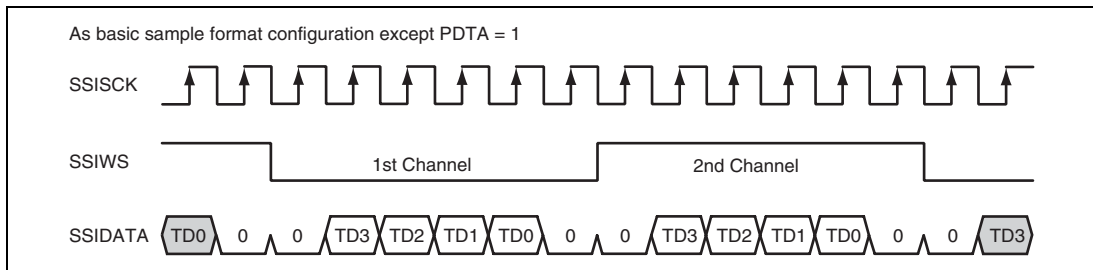 As basic sample format configuration except PDTA = 1
SSISCK
SSIWS 1st Channel 2nd Channel
SSIDATA TD0 0 0 TD3 TD2 TD1 TD0 0 0 TD3 TD2 TD1 TD0 0 0 TD3